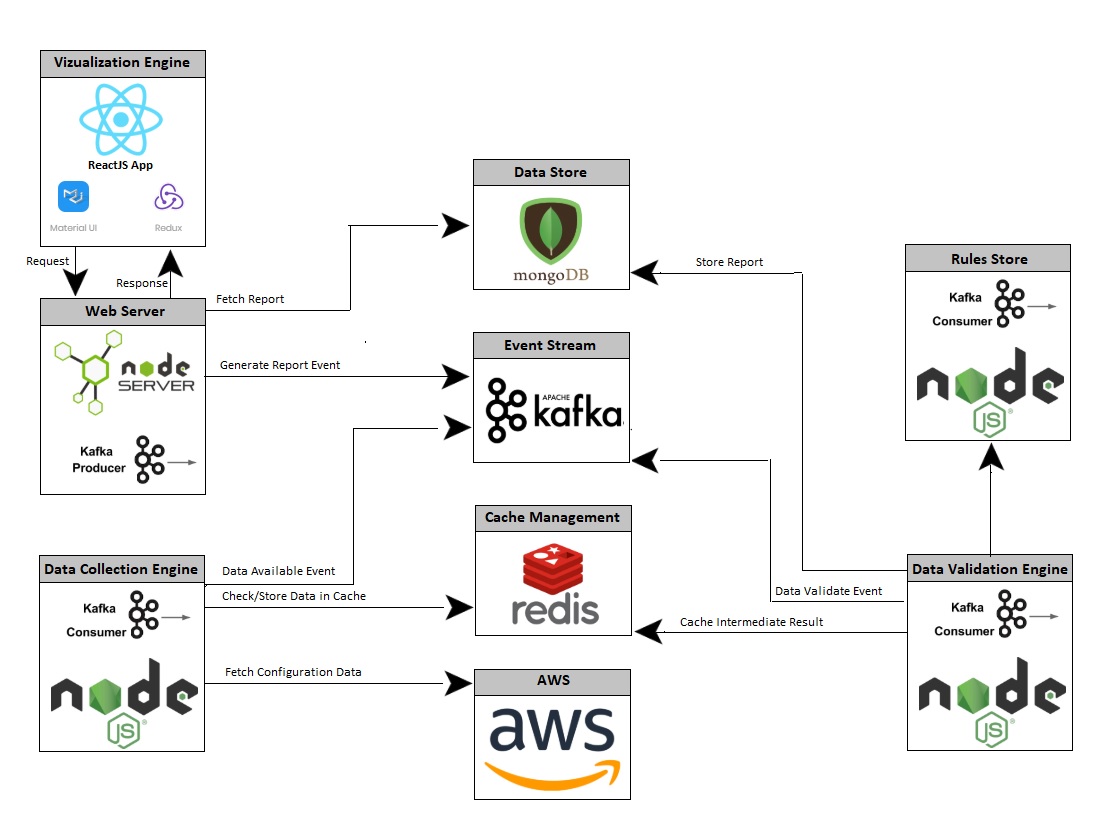 Vizualization Engine
ReactJS App
Material UI
Redux
Request
Response
Web Server
node
SERVER
Kafka
Producer
Fetch Report
Generate Report Event
Data Store
mongoDB
Store Report
Event Stream
APACHE
kafka
Rules Store
Kafka
Consumer
node
JS
Cache Management
redis
Data Collection Engine
Kafka
Consumer
node
JS
Data Available Event
Check/Store Data in Cache
Fetch Configuration Data
AWS
aws
Data Validate Event
Cache Intermediate Result
Data Validation Engine
Kafka
Consumer
node
JS